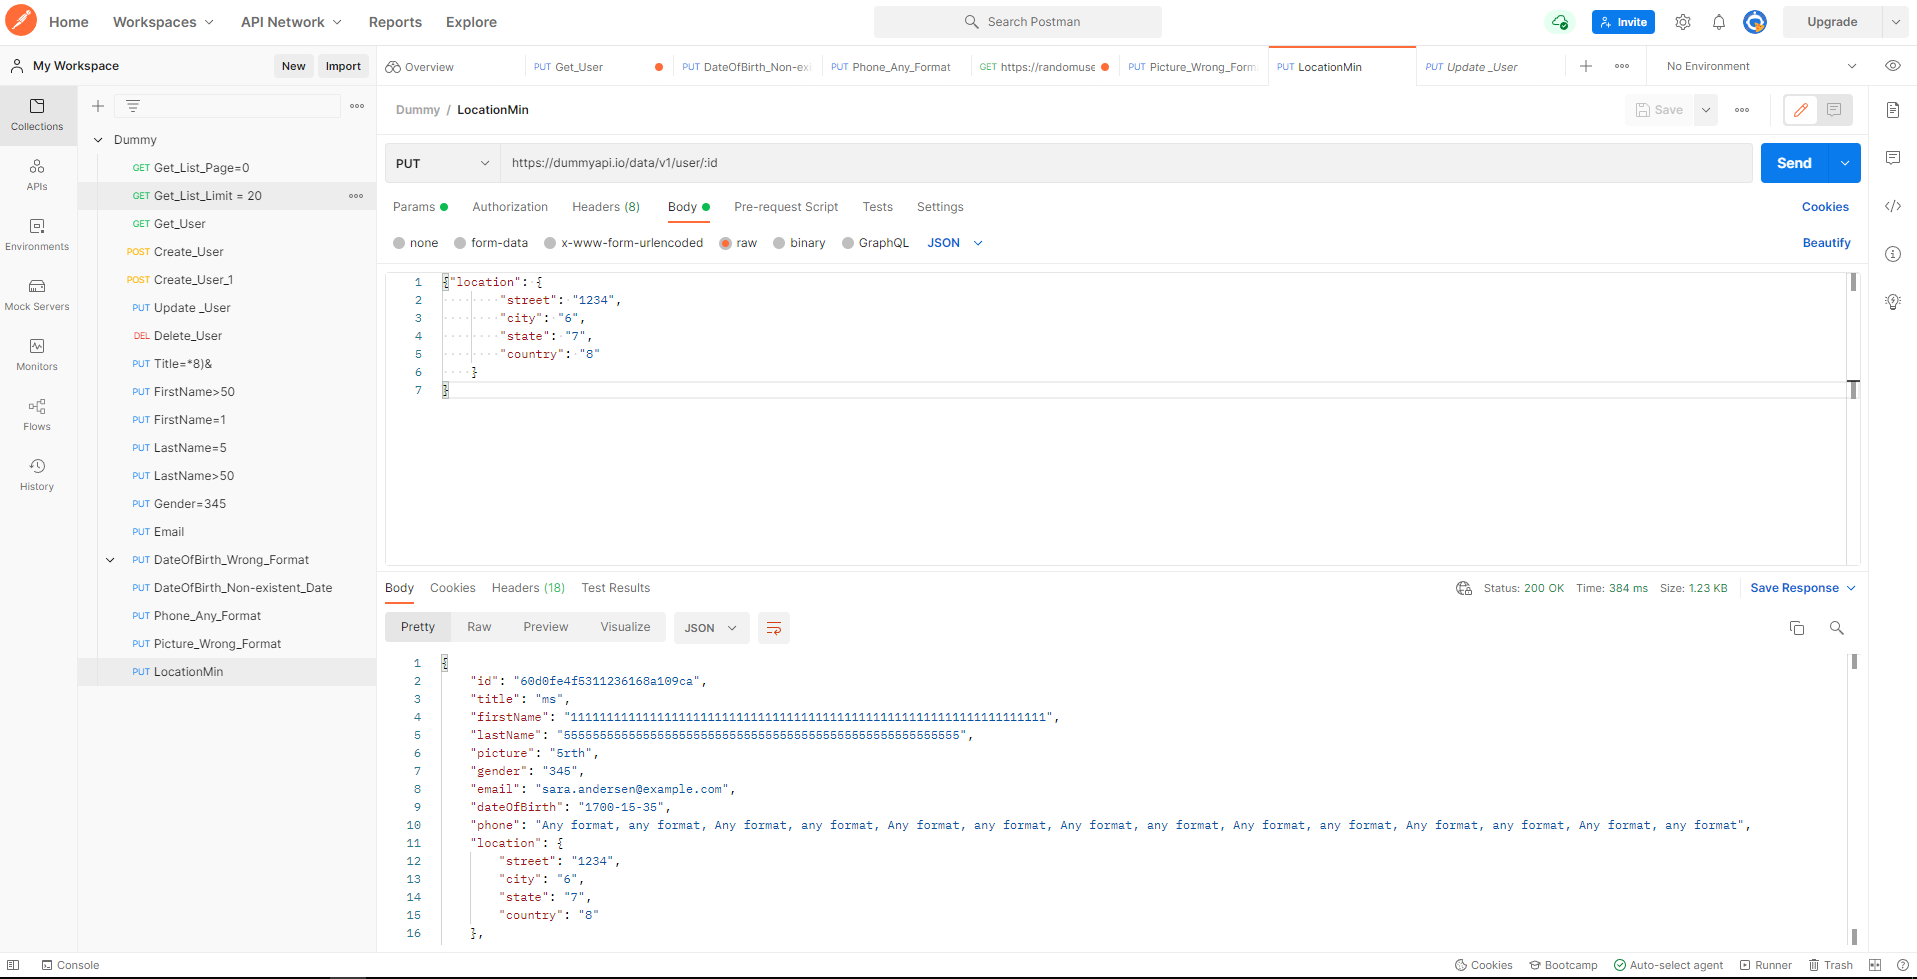 Home
Workspaces
API Network
Reports
Explore
Search Postman
Invite
Upgrade
My Workspace
New
Import
Overview
PUT Get_User
PUT DateOfBirth_Non-exi
PUT Phone_Any_Format
GET https://randomuse
PUT Picture_Wrong_Form
PUT LocationMin
PUT Update _User
No Environment
Collections
APIs
Environments
Mock Servers
Monitors
Flows
History
Dummy
GET Get_List_Page=0
GET Get_List_Limit = 20
GET Get_User
POST Create_User
POST Create_User_1
PUT Update _User
DEL Delete_User
PUT Title=*8)&
PUT FirstName>50
PUT FirstName=1
PUT LastName=5
PUT LastName>50
PUT Gender=345
PUT Email
PUT DateOfBirth_Wrong_Format
PUT DateOfBirth_Non-existent_Date
PUT Phone_Any_Format
PUT Picture_Wrong_Format
PUT LocationMin
Dummy / LocationMin
Save
PUT
https://dummyapi.io/data/v1/user/:id
Send
Params
Authorization
Headers (8)
Body
Pre-request Script
Tests
Settings
Cookies
none
form-data
x-www-form-urlencoded
raw
binary
GraphQL
JSON
Beautify
1 {"location": {
2 "street": "1234",
3 "city": "6",
4 "state": "7",
5 "country": "8"
6 }
7 }
Body
Cookies
Headers (18)
Test Results
Status: 200 OK
Time: 384 ms
Size: 1.23 KB
Save Response
Pretty
Raw
Preview
Visualize
JSON
1 {
2 "id": "60d0fe4f5311236168a109ca",
3 "title": "ms",
4 "firstName": "111111111111111111111111111111111111111111111111111111111111111111",
5 "lastName": "5555555555555555555555555555555555555555555555555555555",
6 "picture": "5rth",
7 "gender": "345",
8 "email": "sara.andersen@example.com",
9 "dateOfBirth": "1700-15-35",
10 "phone": "Any format, any format, Any format, any format, Any format, any format, Any format, any format, Any format, any format, Any format, any format, Any format, any format",
11 "location": {
12 "street": "1234",
13 "city": "6",
14 "state": "7",
15 "country": "8"
16 },
Console
Cookies
Bootcamp
Auto-select agent
Runner
Trash